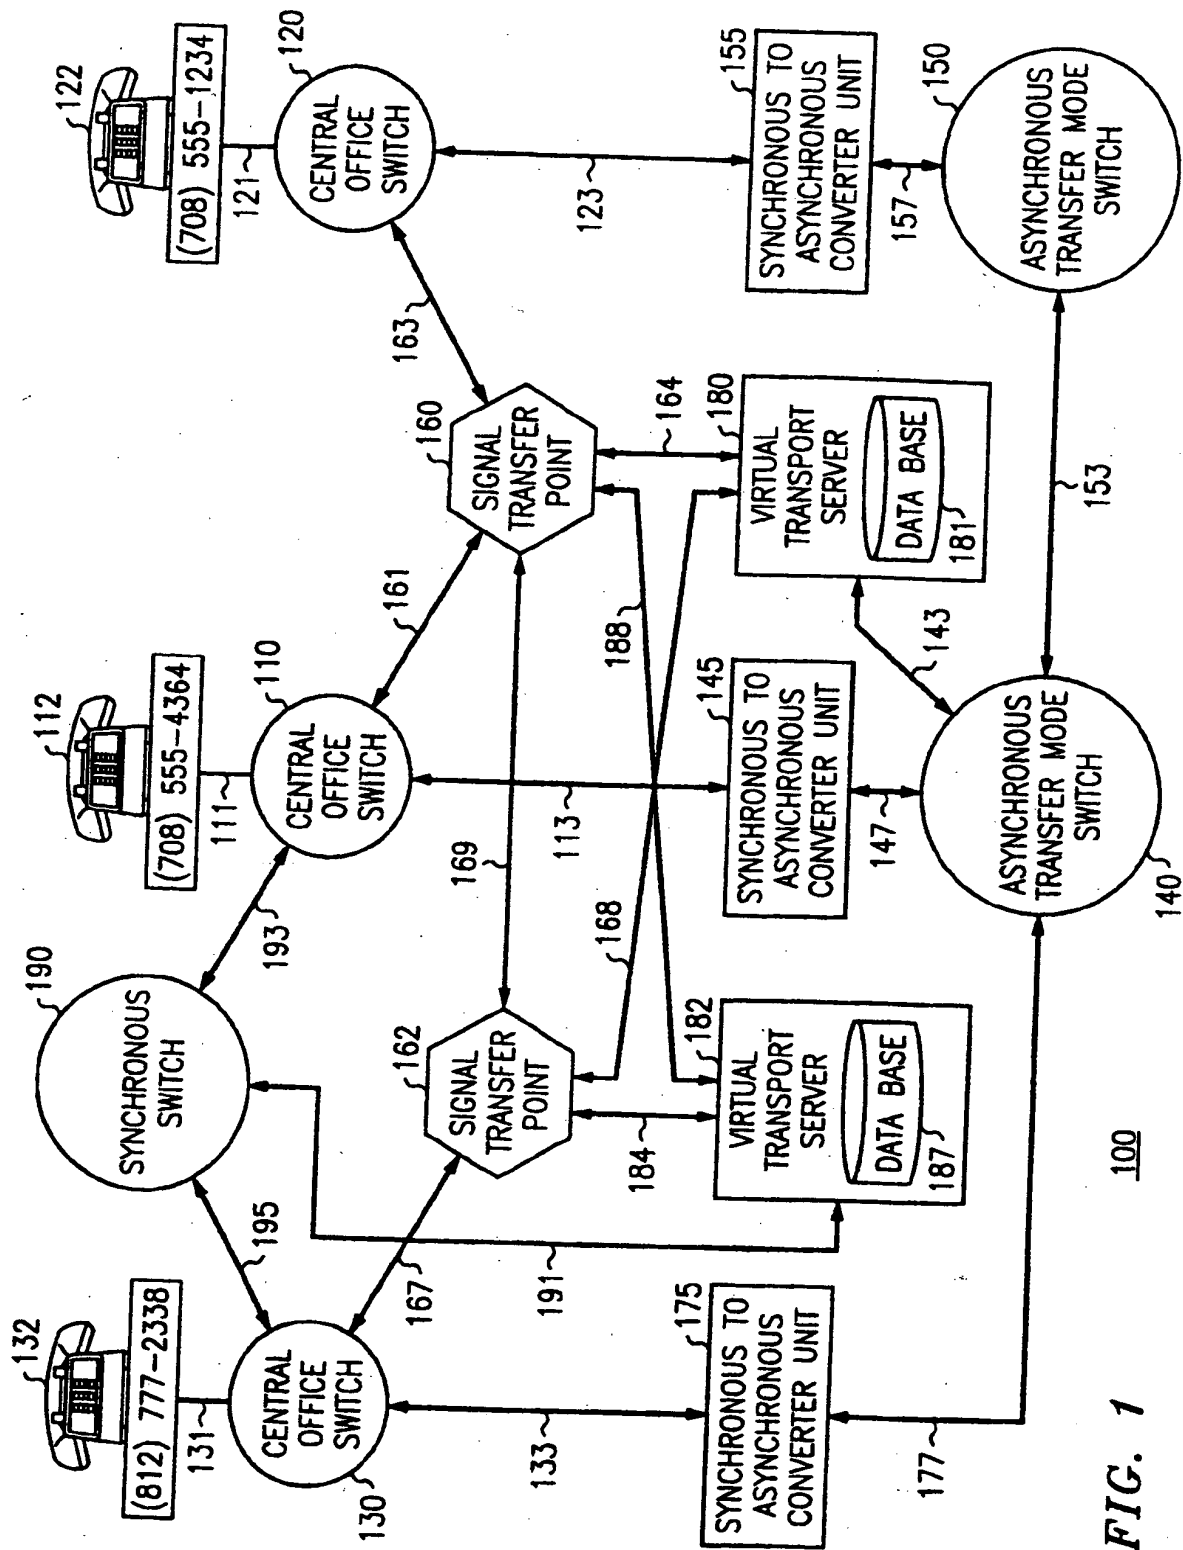 132
(812) 777-2338
131
CENTRAL
OFFICE
SWITCH
130
195
190
SYNCHRONOUS
SWITCH
193
112
(708) 555-4364
111
110
CENTRAL
OFFICE
SWITCH
161
122
(708) 555-1234
121
120
CENTRAL
OFFICE
SWITCH
163
167
162
SIGNAL
TRANSFER
POINT
169
160
SIGNAL
TRANSFER
POINT
133
191
184
168
113
188
164
123
175
SYNCHRONOUS TO
ASYNCHRONOUS
CONVERTER UNIT
182
VIRTUAL
TRANSPORT
SERVER
DATA BASE
187
145
SYNCHRONOUS TO
ASYNCHRONOUS
CONVERTER UNIT
180
VIRTUAL
TRANSPORT
SERVER
DATA BASE
181
155
SYNCHRONOUS TO
ASYNCHRONOUS
CONVERTER UNIT
177
147
143
157
ASYNCHRONOUS
TRANSFER MODE
SWITCH
140
153
150
ASYNCHRONOUS
TRANSFER MODE
SWITCH
FIG. 1
100